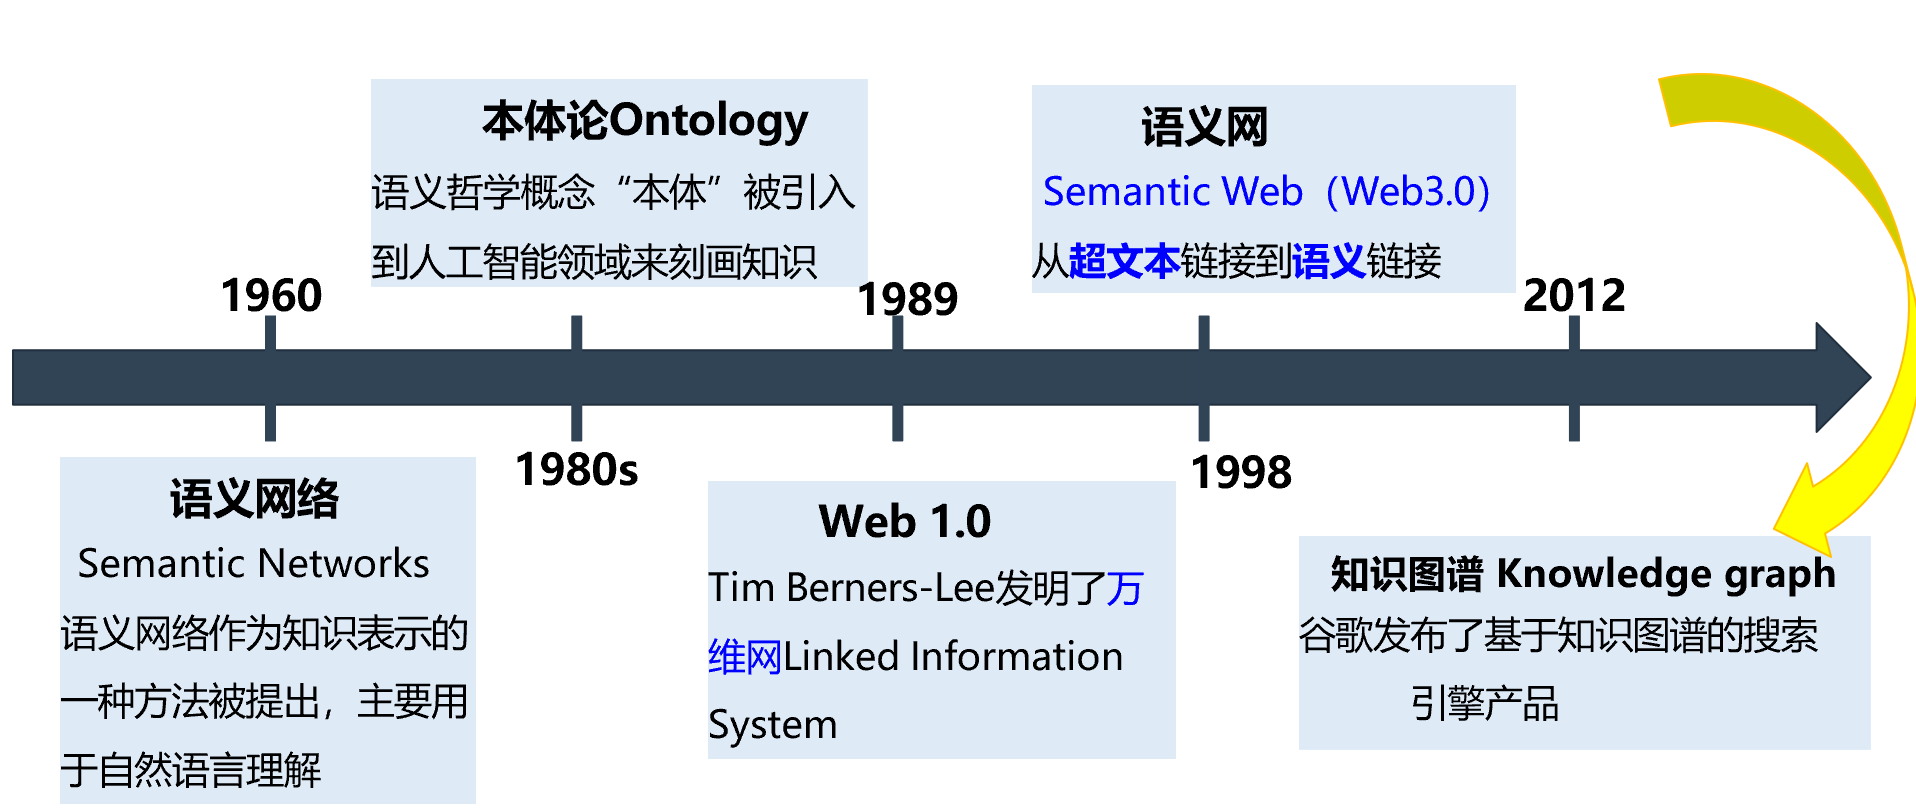 本体论Ontology
语义哲学概念“本体”被引入
到人工智能领域来刻画知识
语义网
Semantic Web（Web3.0）
从超文本链接到语义链接
1960
1989
2012
1980s
1998
语义网络
Semantic Networks
语义网络作为知识表示的
一种方法被提出，主要用
于自然语言理解
Web 1.0
Tim Berners-Lee发明了万
维网Linked Information
System
知识图谱 Knowledge graph
谷歌发布了基于知识图谱的搜索
引擎产品